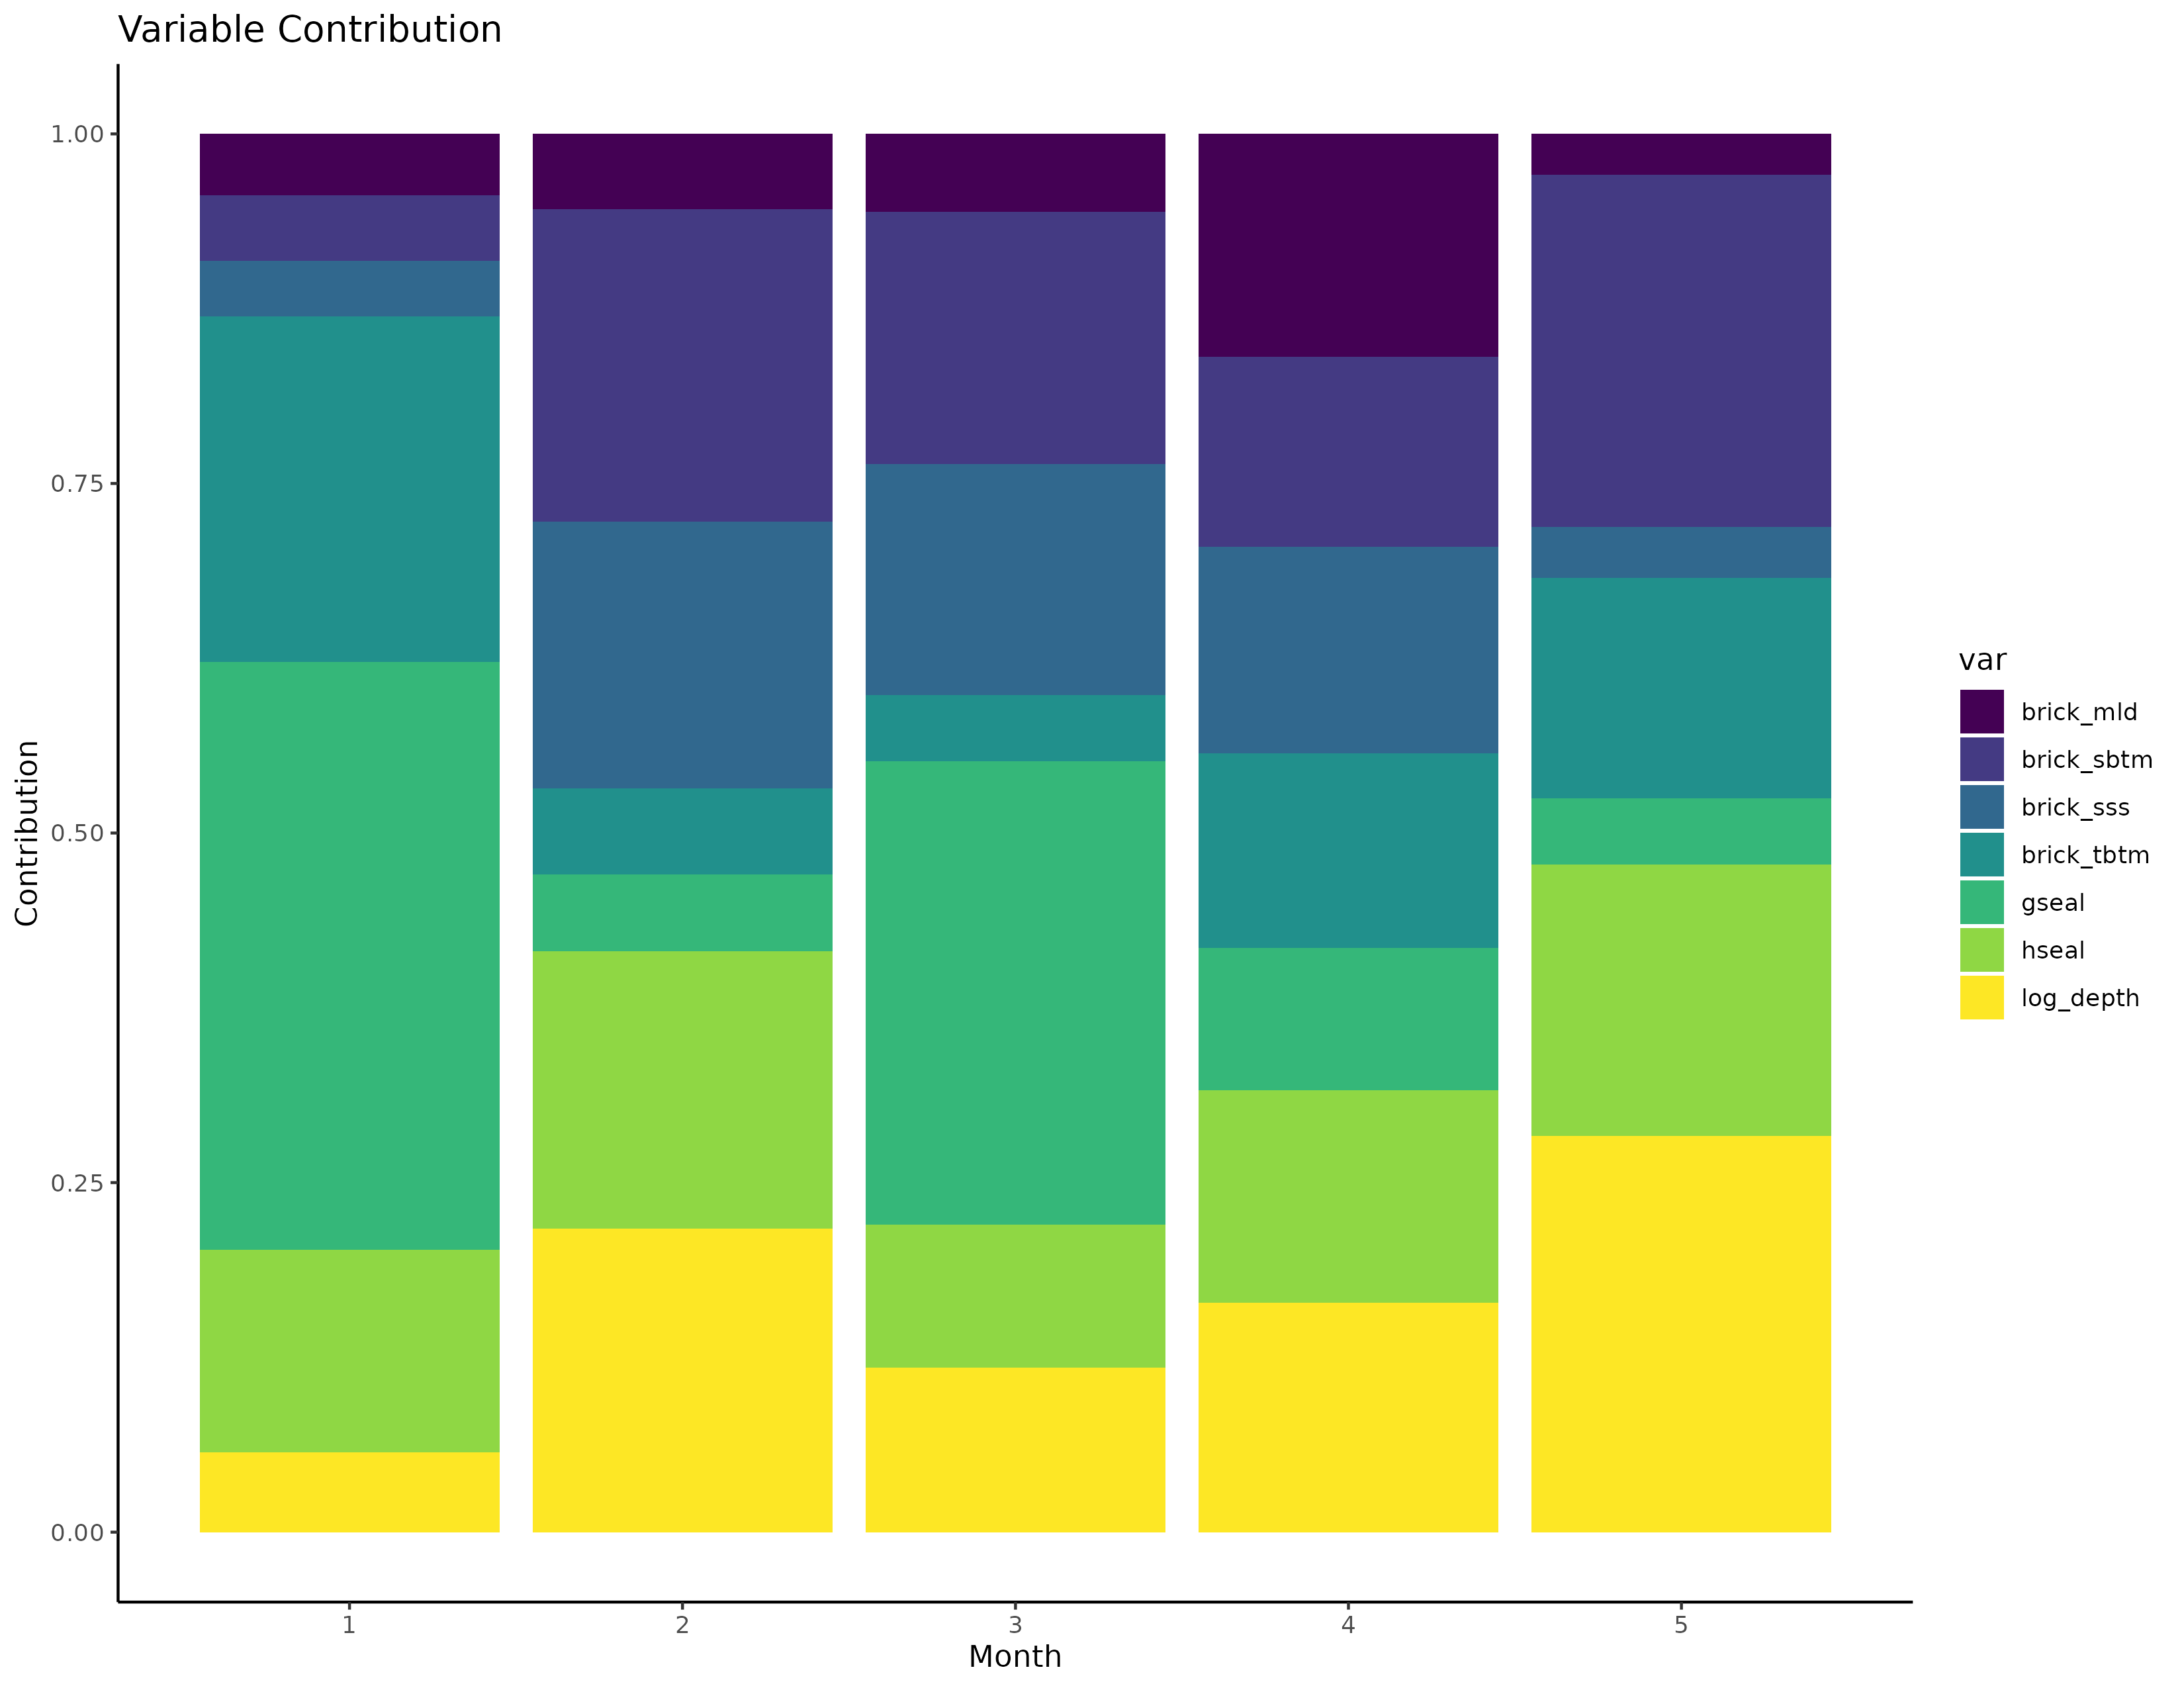 Variable Contribution
1.00
0.75
0.50
0.25
0.00
Contribution
1 2 3 4 5
Month
var
brick_mld
brick_sbtm
brick_sss
brick_tbtm
gseal
hseal
log_depth